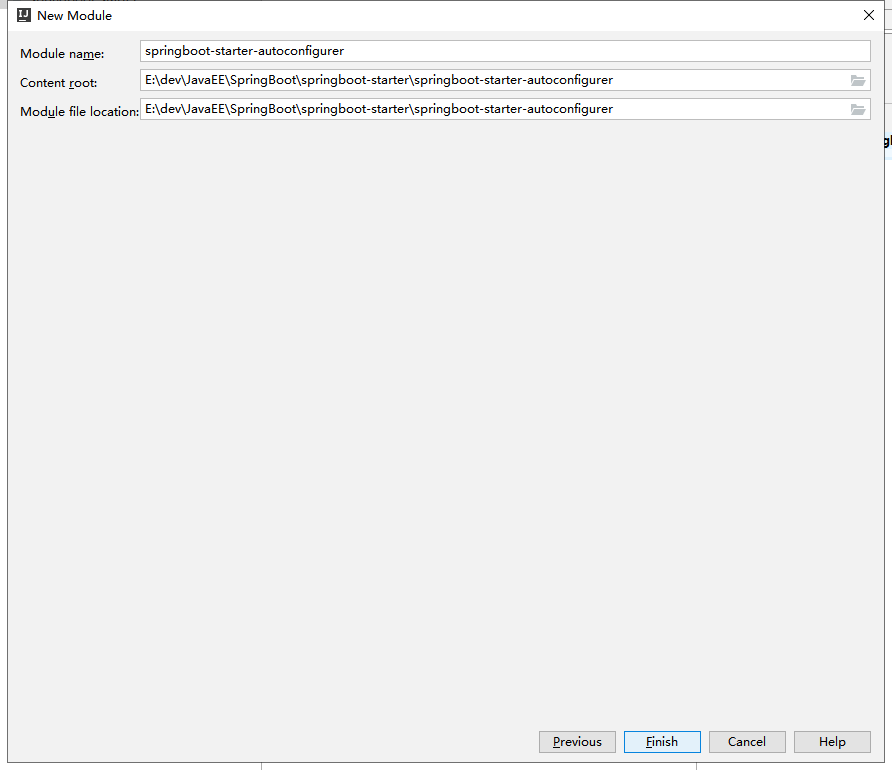 New Module
Module name: springboot-starter-autoconfigurer
Content root: E:\dev\JavaEE\SpringBoot\springboot-starter\springboot-starter-autoconfigurer
Module file location: E:\dev\JavaEE\SpringBoot\springboot-starter\springboot-starter-autoconfigurer
Previous Finish Cancel Help